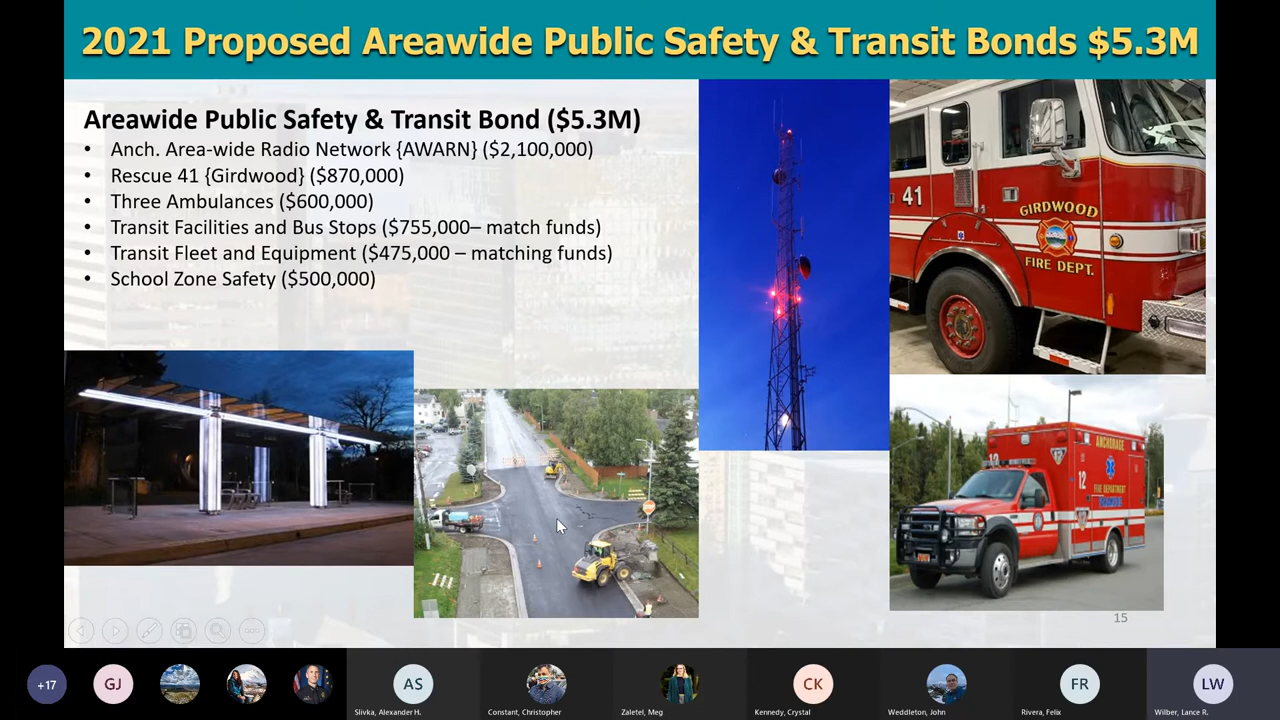 2021 Proposed Areawide Public Safety & Transit Bonds $5.3M
Areawide Public Safety & Transit Bond ($5.3M)
• Anch. Area-wide Radio Network {AWARN} ($2,100,000)
• Rescue 41 {Girdwood} ($870,000)
• Three Ambulances ($600,000)
• Transit Facilities and Bus Stops ($755,000– match funds)
• Transit Fleet and Equipment ($475,000 – matching funds)
• School Zone Safety ($500,000)
41
GIRDWOOD
FIRE DEPT.
ANCHORAGE
12
FIRE DEPARTMENT
15
+17
GJ
AS
CK
FR
LW
Slivka, Alexander H.
Constant, Christopher
Zaletel, Meg
Kennedy, Crystal
Weddleton, John
Rivera, Felix
Wilber, Lance R.